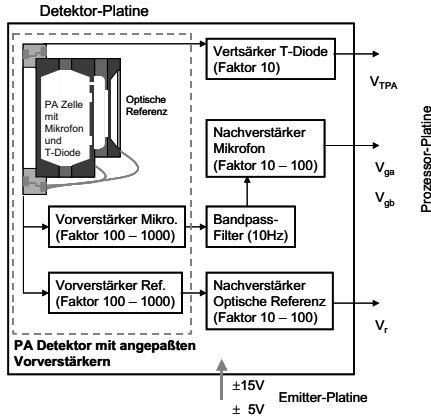 Detektor-Platine
Vertsärker T-Diode
(Faktor 10)
V_TPA
PA Zelle
mit
Mikrofon
und
T-Diode
Optische
Referenz
Nachverstärker
Mikrofon
(Faktor 10 – 100)
V_ga
V_gb
Prozessor-Platine
Vorverstärker Mikro.
(Faktor 100 – 1000)
Bandpass-
Filter (10Hz)
Vorverstärker Ref.
(Faktor 100 – 1000)
Nachverstärker
Optische Referenz
(Faktor 10 – 100)
V_r
PA Detektor mit angepaßten
Vorverstärkern
±15V
± 5V
Emitter-Platine